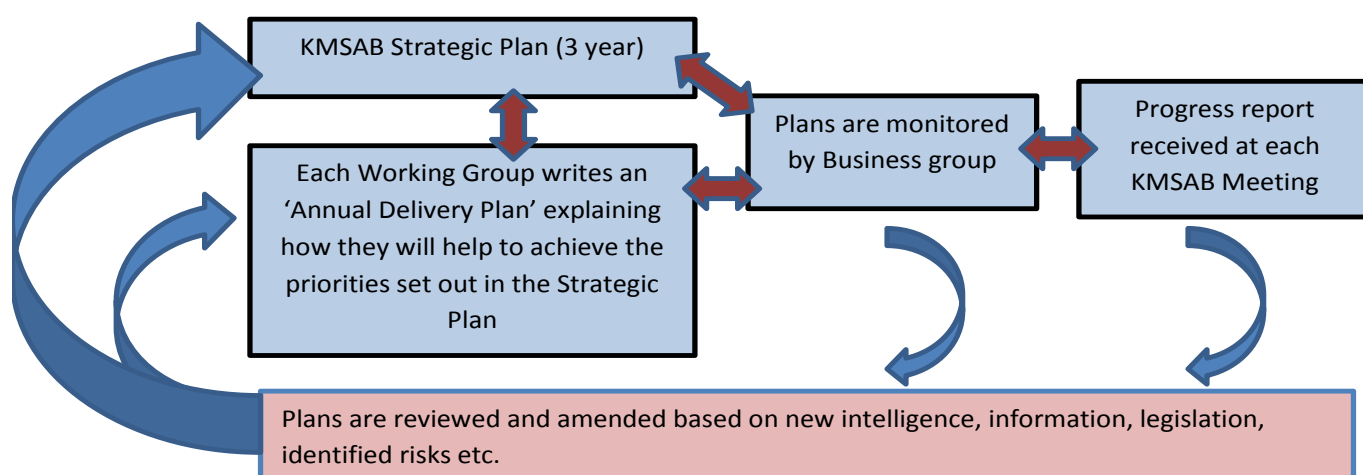 KMSAB Strategic Plan (3 year)
Each Working Group writes an
‘Annual Delivery Plan’ explaining
how they will help to achieve the
priorities set out in the Strategic
Plan
Plans are monitored
by Business group
Progress report
received at each
KMSAB Meeting
Plans are reviewed and amended based on new intelligence, information, legislation,
identified risks etc.